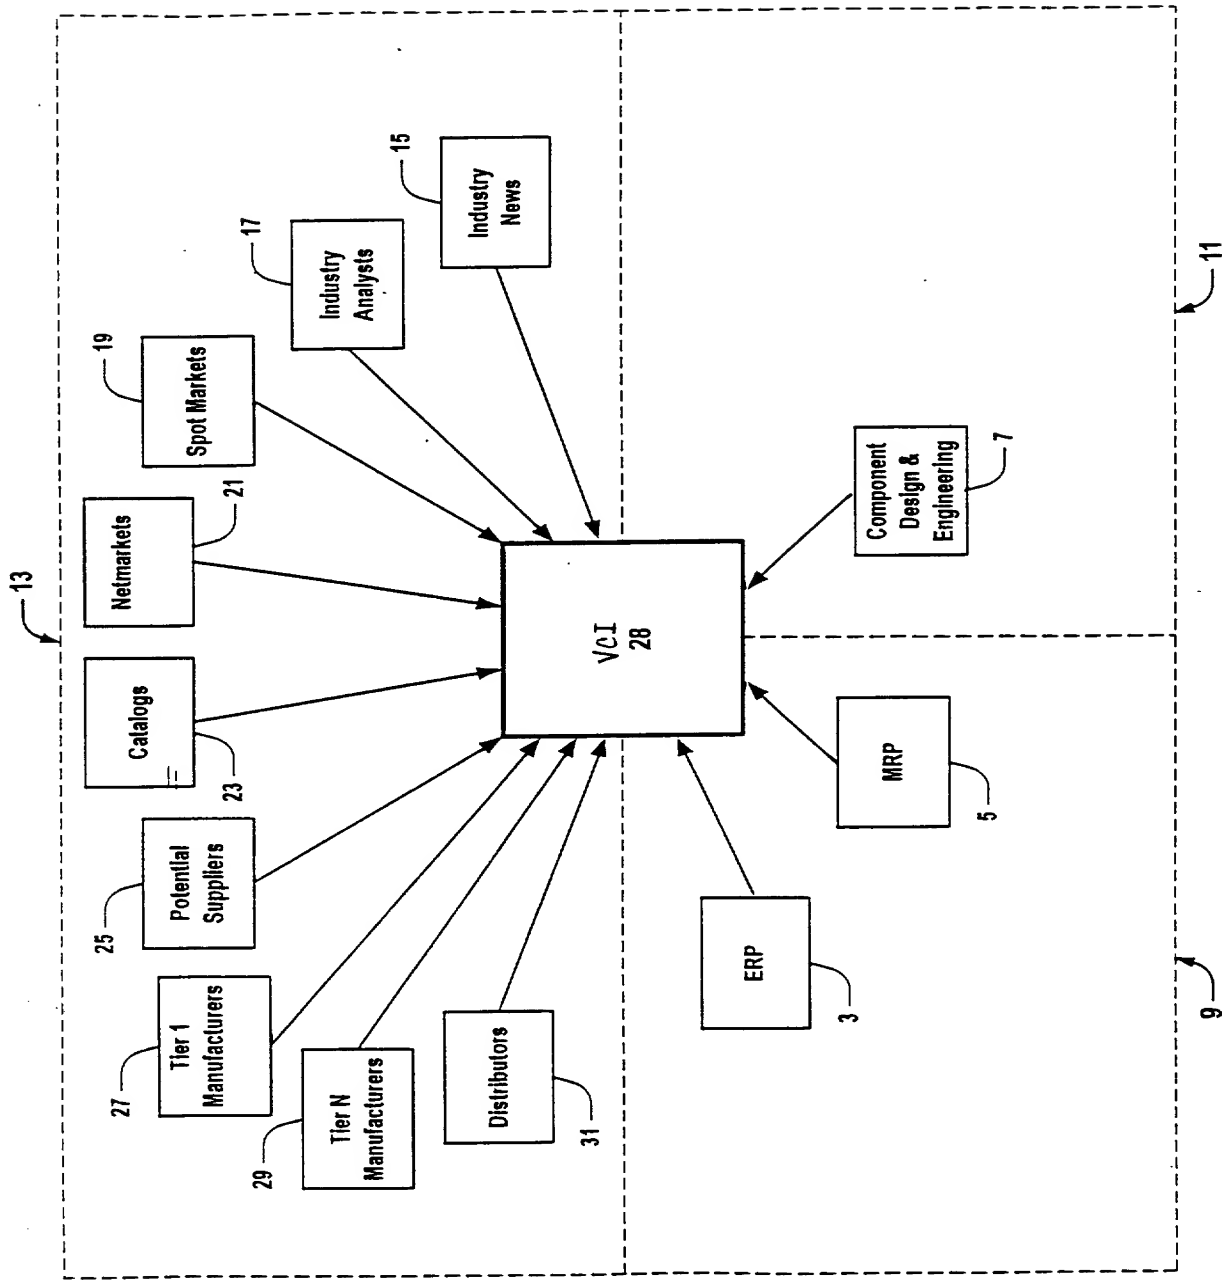 13
27
Tier 1
Manufacturers
25
Potential
Suppliers
Catalogs
23
Netmarkets
21
19
Spot Markets
17
Industry
Analysts
15
Industry
News
29
Tier N
Manufacturers
Distributors
31
VCI
28
ERP
3
MRP
5
Component
Design &
Engineering
7
9
11